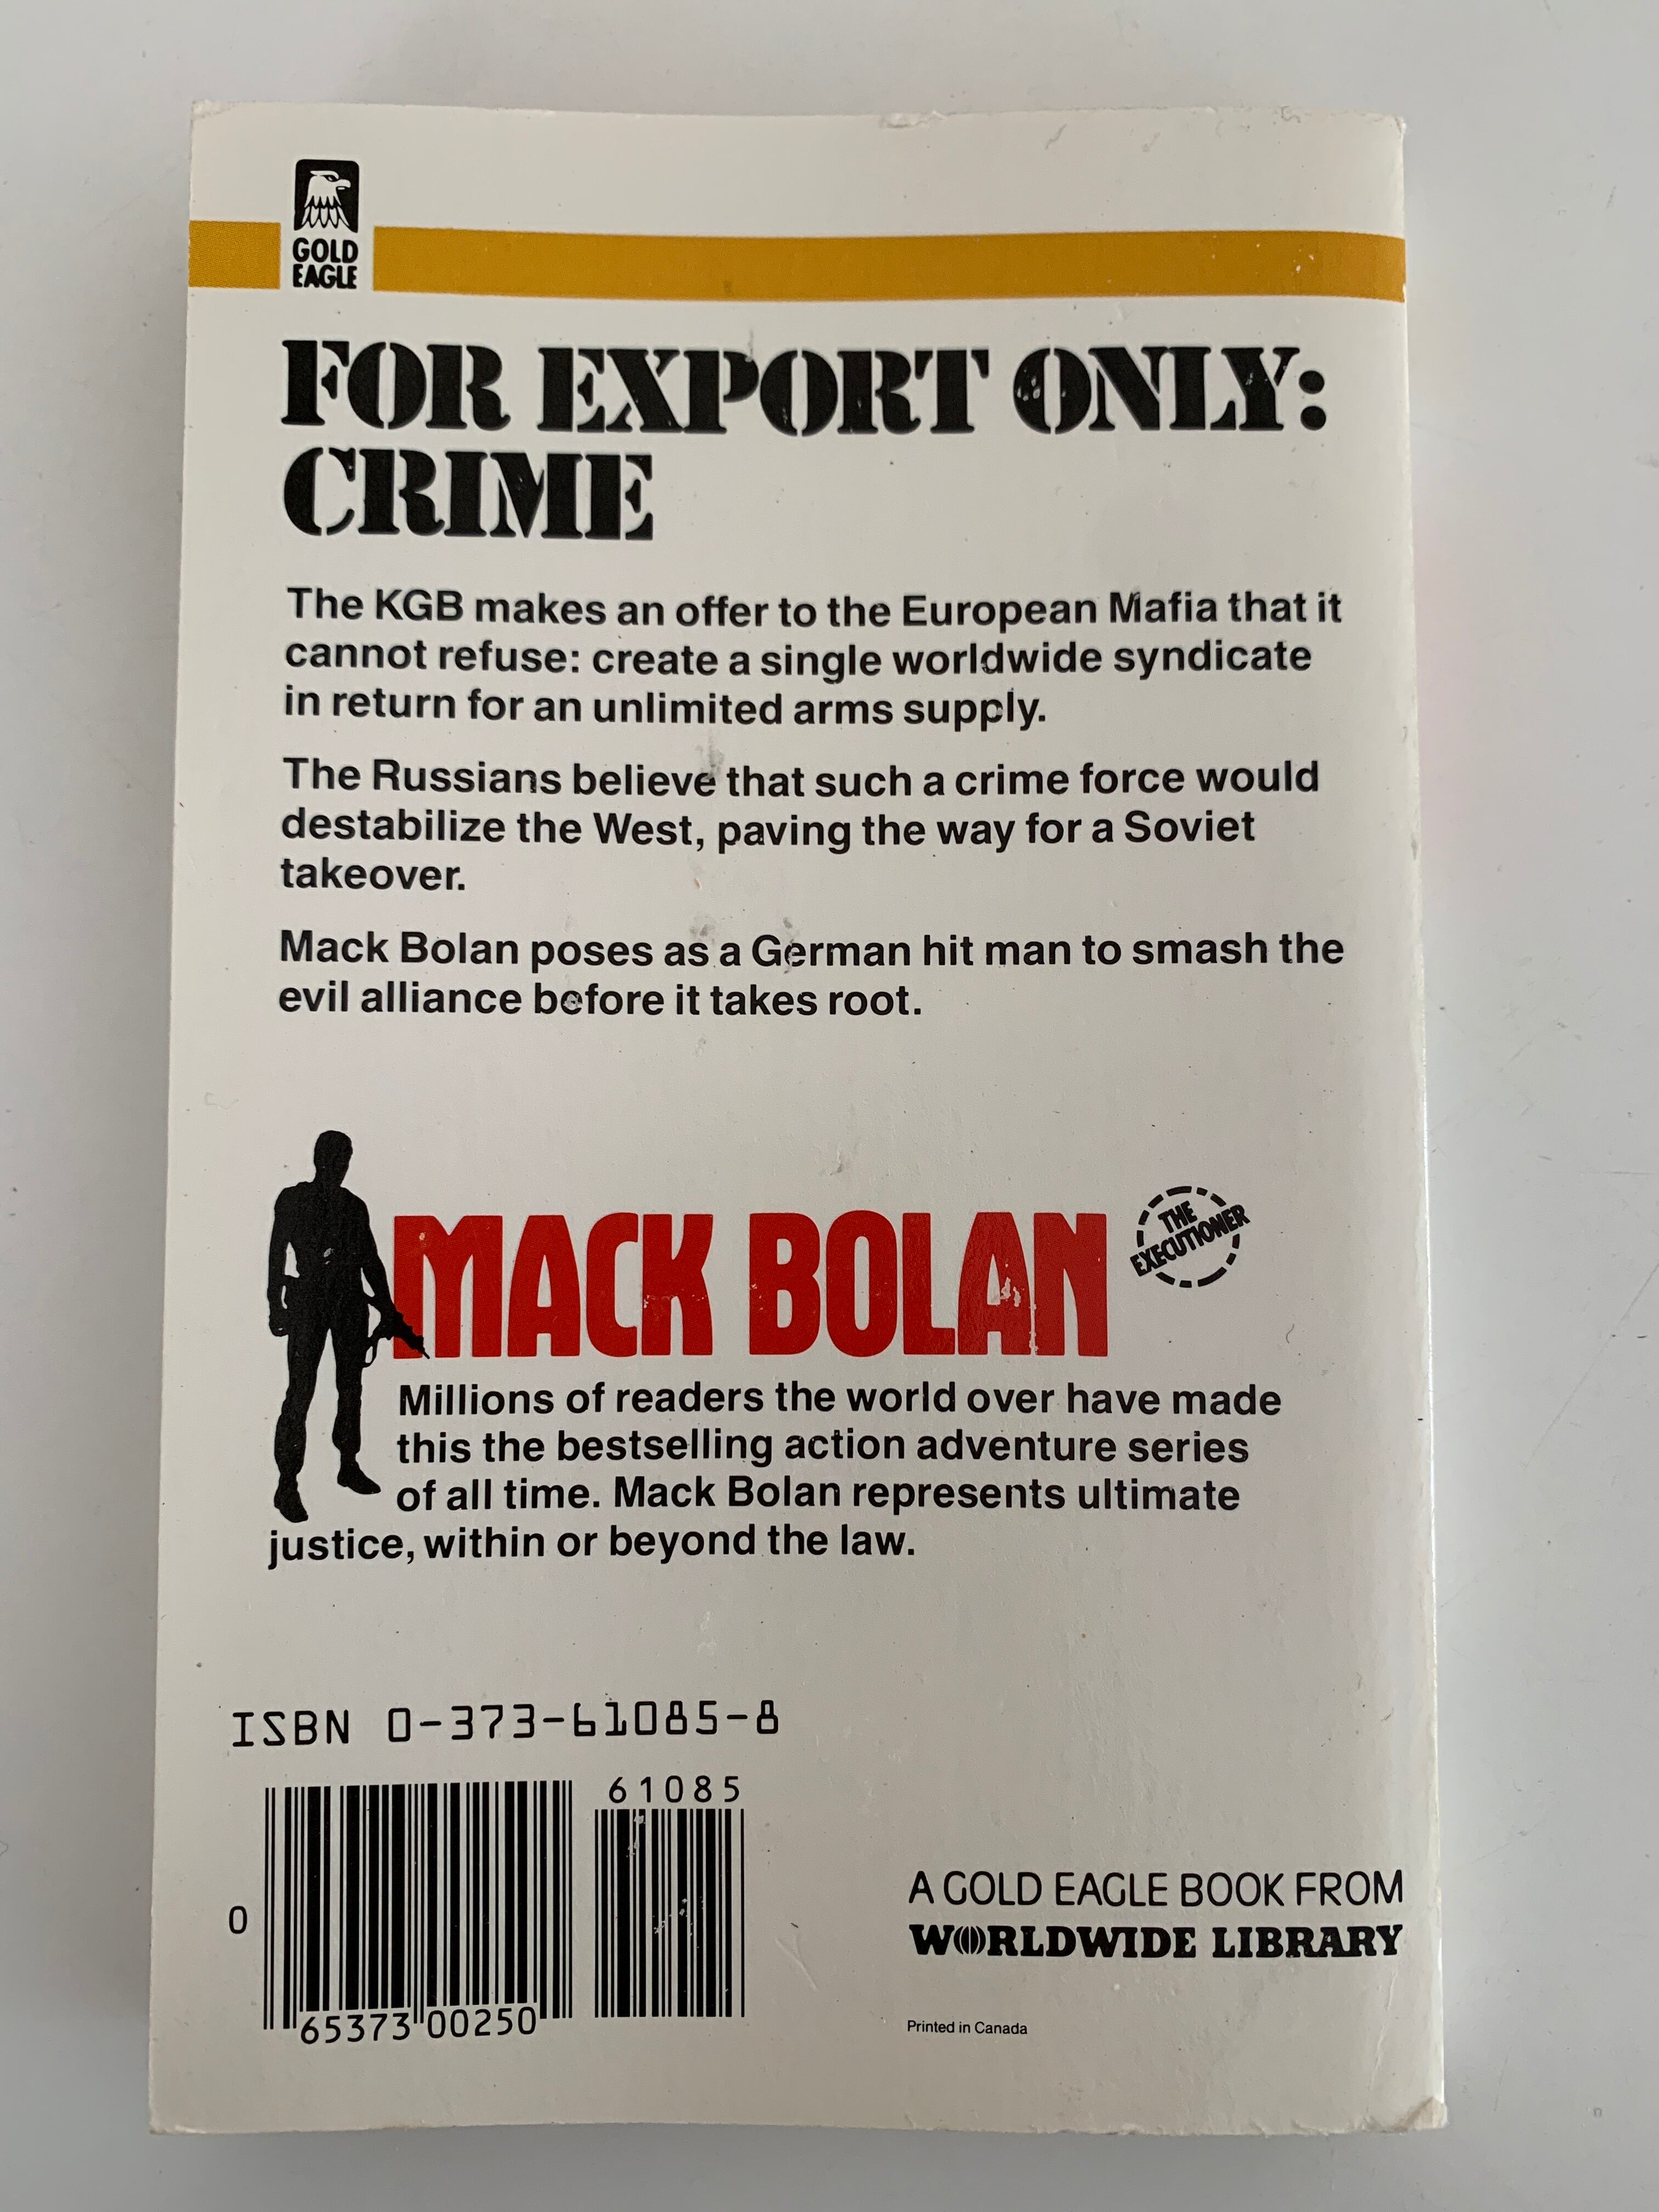 GOLD
EAGLE
FOR EXPORT ONLY:
CRIME
The KGB makes an offer to the European Mafia that it
cannot refuse: create a single worldwide syndicate
in return for an unlimited arms supply.
The Russians believe that such a crime force would
destabilize the West, paving the way for a Soviet
takeover.
Mack Bolan poses as a German hit man to smash the
evil alliance before it takes root.
MACK BOLAN
THE
EXECUTIONER
Millions of readers the world over have made
this the bestselling action adventure series
of all time. Mack Bolan represents ultimate
justice, within or beyond the law.
ISBN 0-373-61085-8
61085
0
65373 00250
A GOLD EAGLE BOOK FROM
WORLDWIDE LIBRARY
Printed in Canada